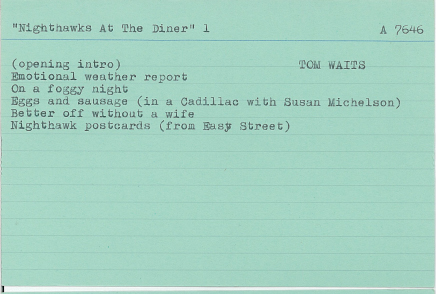 "Nighthawks At The Diner" 1 A 7646
(opening intro) TOM WAITS
Emotional weather report
On a foggy night
Eggs and sausage (in a Cadillac with Susan Michelson)
Better off without a wife
Nighthawk postcards (from Easy Street)